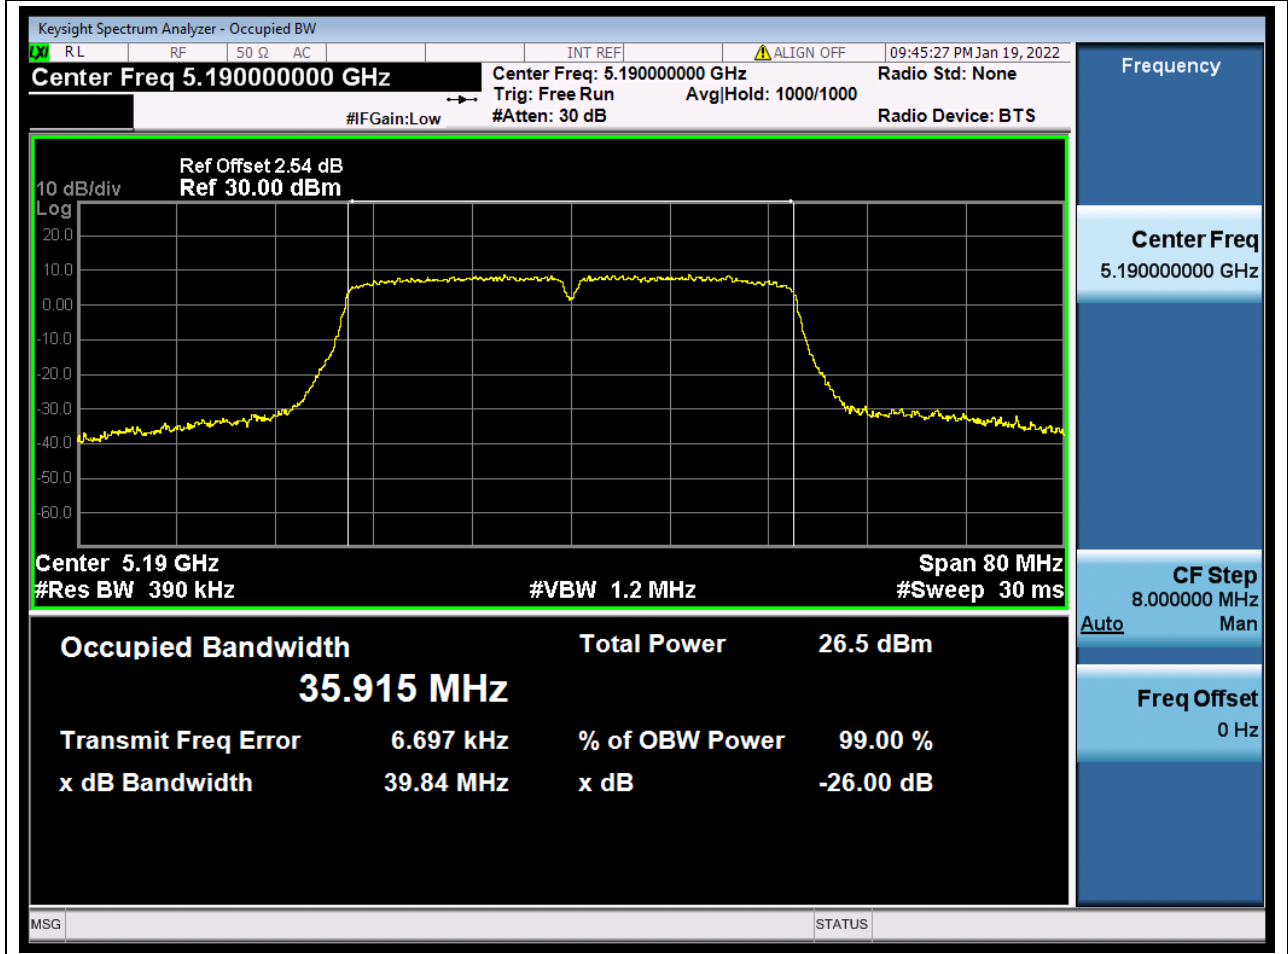 Keysight Spectrum Analyzer - Occupied BW
LXI RL RF 50 Ω AC INT REF ALIGN OFF 09:45:27 PM Jan 19, 2022
Center Freq 5.190000000 GHz
#IFGain:Low
Center Freq: 5.190000000 GHz
Trig: Free Run Avg|Hold: 1000/1000
#Atten: 30 dB
Radio Std: None
Radio Device: BTS
Ref Offset 2.54 dB
10 dB/div Ref 30.00 dBm
Log
20.0
10.0
0.00
-10.0
-20.0
-30.0
-40.0
-50.0
-60.0
Center 5.19 GHz Span 80 MHz
#Res BW 390 kHz #VBW 1.2 MHz #Sweep 30 ms
Occupied Bandwidth Total Power 26.5 dBm
35.915 MHz
Transmit Freq Error 6.697 kHz % of OBW Power 99.00 %
x dB Bandwidth 39.84 MHz x dB -26.00 dB
MSG STATUS
Frequency
Center Freq
5.190000000 GHz
CF Step
8.000000 MHz
Auto Man
Freq Offset
0 Hz